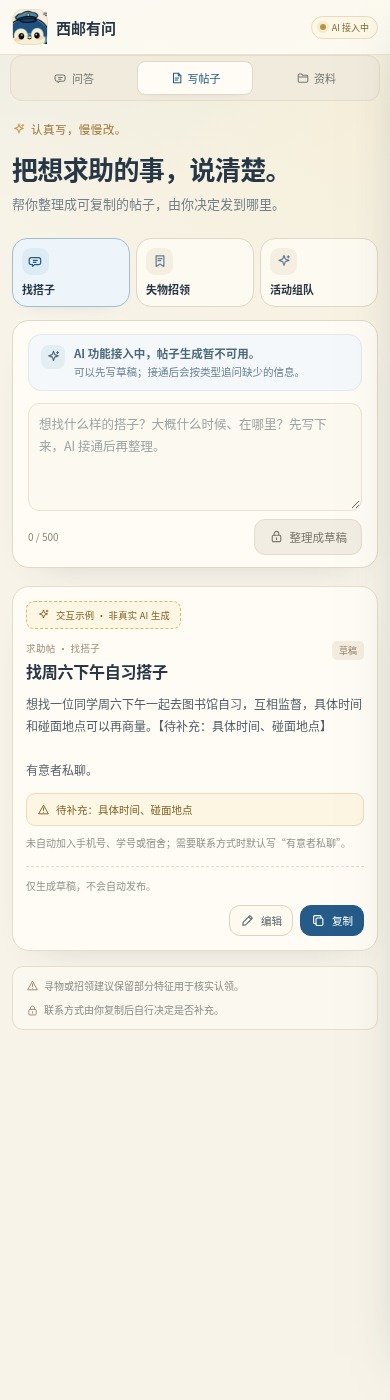 西邮有问
AI 接入中
问答
写帖子
资料
认真写，慢慢改。
把想求助的事，说清楚。
帮你整理成可复制的帖子，由你决定发到哪里。
找搭子
失物招领
活动组队
AI 功能接入中，帖子生成暂不可用。
可以先写草稿；接通后会按类型追问缺少的信息。
想找什么样的搭子？大概什么时候、在哪里？先写下
来，AI 接通后再整理。
0 / 500
整理成草稿
交互示例 · 非真实 AI 生成
求助帖 · 找搭子
草稿
找周六下午自习搭子
想找一位同学周六下午一起去图书馆自习，互相监督，具体时间
和碰面地点可以再商量。【待补充：具体时间、碰面地点】
有意者私聊。
待补充：具体时间、碰面地点
未自动加入手机号、学号或宿舍；需要联系方式时默认写“有意者私聊”。
仅生成草稿，不会自动发布。
编辑
复制
寻物或招领建议保留部分特征用于核实认领。
联系方式由你复制后自行决定是否补充。